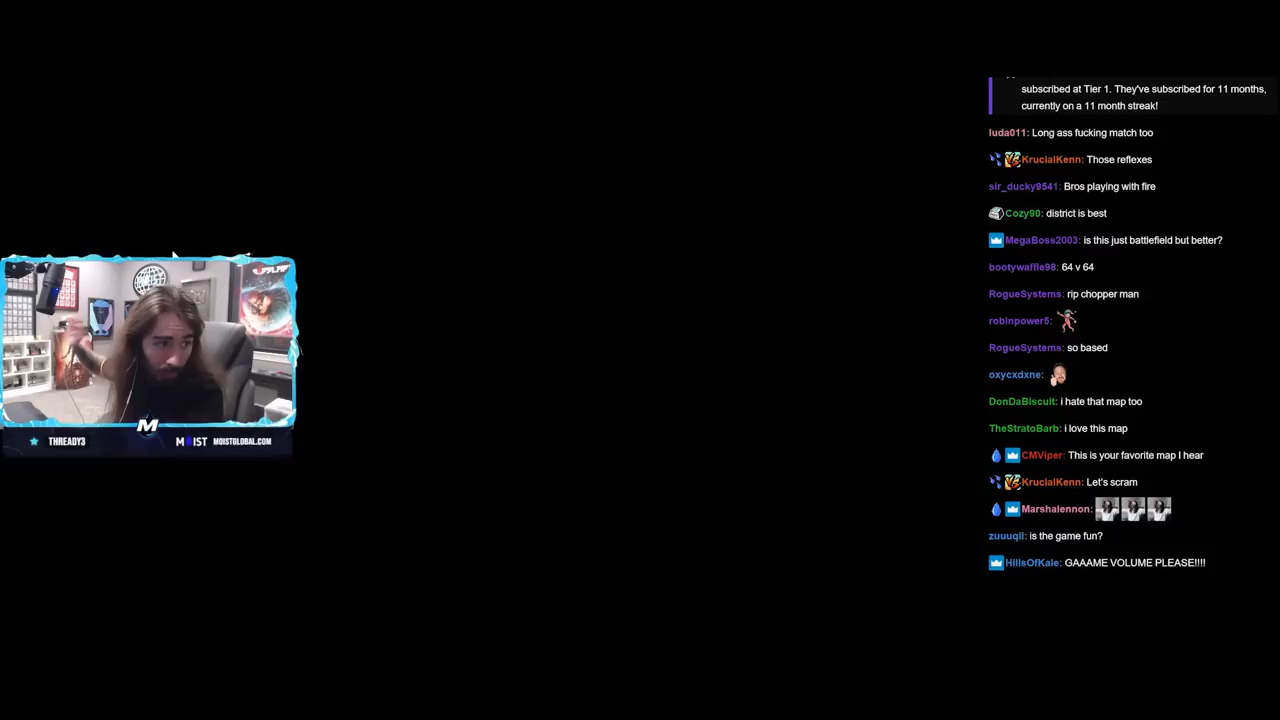 subscribed at Tier 1. They've subscribed for 11 months,
currently on a 11 month streak!
luda011: Long ass fucking match too
KrucialKenn: Those reflexes
sir_ducky9541: Bros playing with fire
Cozy90: district is best
MegaBoss2003: is this just battlefield but better?
bootywaffle98: 64 v 64
RogueSystems: rip chopper man
robinpower5:
RogueSystems: so based
oxycxdxne:
DonDaBiscuit: i hate that map too
TheStratoBarb: i love this map
CMViper: This is your favorite map I hear
KrucialKenn: Let's scram
Marshalennon:
zuuuqil: is the game fun?
HillsOfKale: GAAAME VOLUME PLEASE!!!!
M
THREADY3
MOIST
MOISTGLOBAL.COM